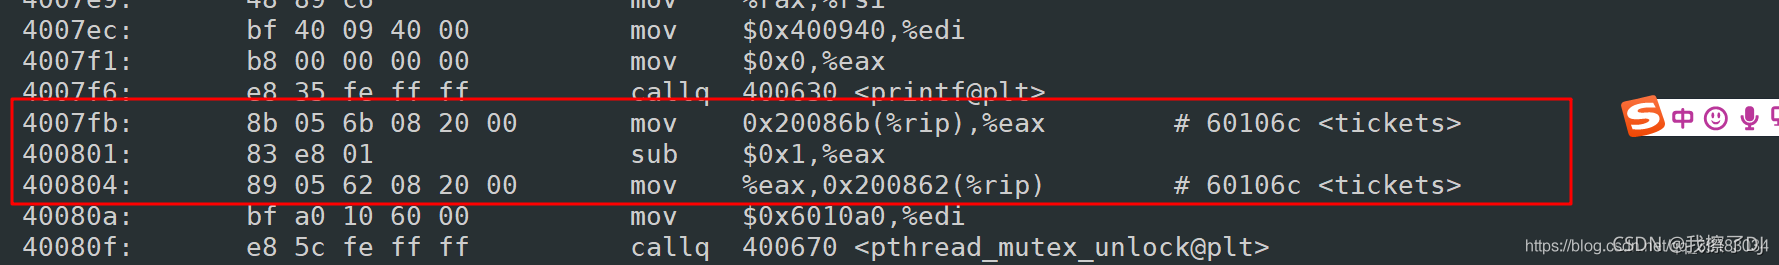 4007e9: 48 89 c6 mov %rax,%rsi
4007ec: bf 40 09 40 00 mov $0x400940,%edi
4007f1: b8 00 00 00 00 mov $0x0,%eax
4007f6: e8 35 fe ff ff callq 400630 <printf@plt>
4007fb: 8b 05 6b 08 20 00 mov 0x20086b(%rip),%eax # 60106c <tickets>
400801: 83 e8 01 sub $0x1,%eax
400804: 89 05 62 08 20 00 mov %eax,0x200862(%rip) # 60106c <tickets>
40080a: bf a0 10 60 00 mov $0x6010a0,%edi
40080f: e8 5c fe ff ff callq 400670 <pthread_mutex_unlock@plt>
S 中
CSDN @我擦了DJ